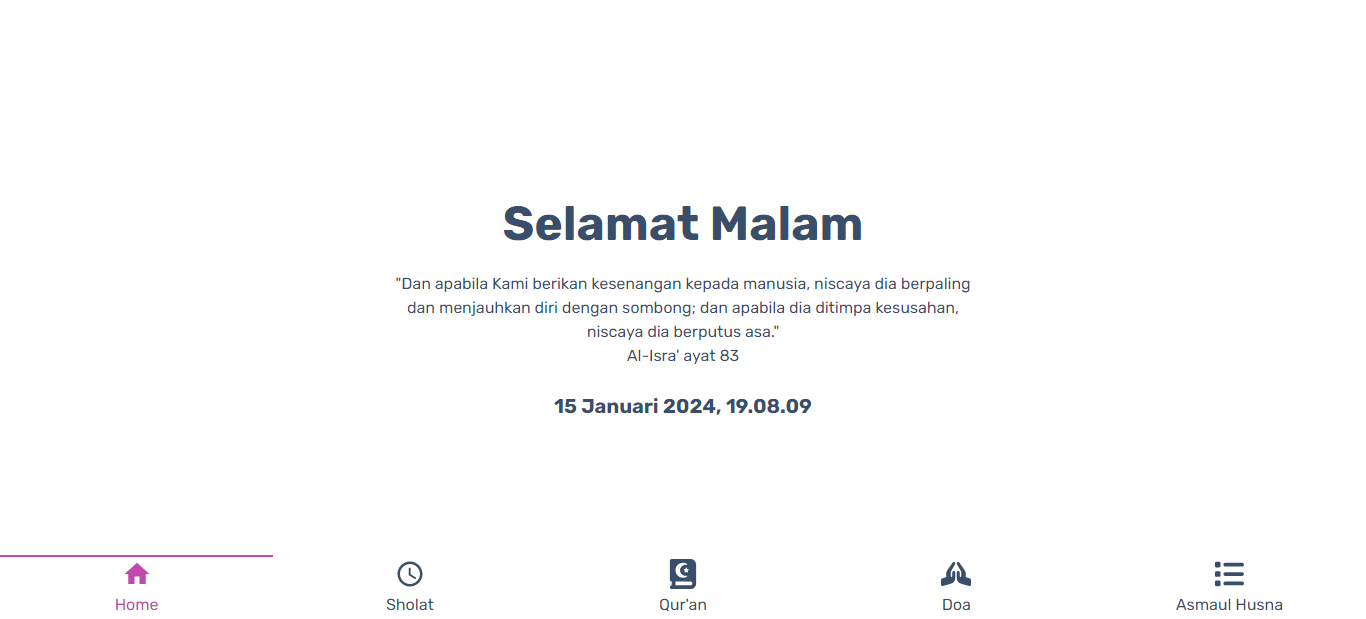 Selamat Malam
"Dan apabila Kami berikan kesenangan kepada manusia, niscaya dia berpaling
dan menjauhkan diri dengan sombong; dan apabila dia ditimpa kesusahan,
niscaya dia berputus asa."
Al-Isra' ayat 83
15 Januari 2024, 19.08.09
Home
Sholat
Qur'an
Doa
Asmaul Husna